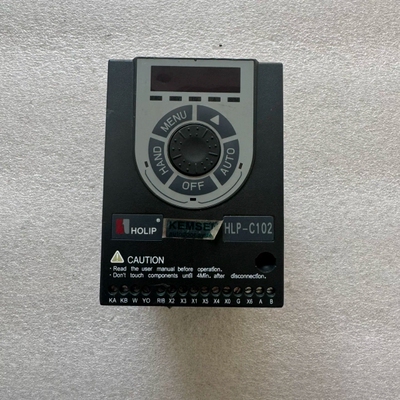 MENU
HAND
AUTO
OFF
HOLIP
KEMSE
HLP-C102
CAUTION
Read the user manual before operation.
Don't touch components until 4Min. after disconnection.
KA KB W YO RB X2 X3 X1 X5 X4 X0 G X6 A B